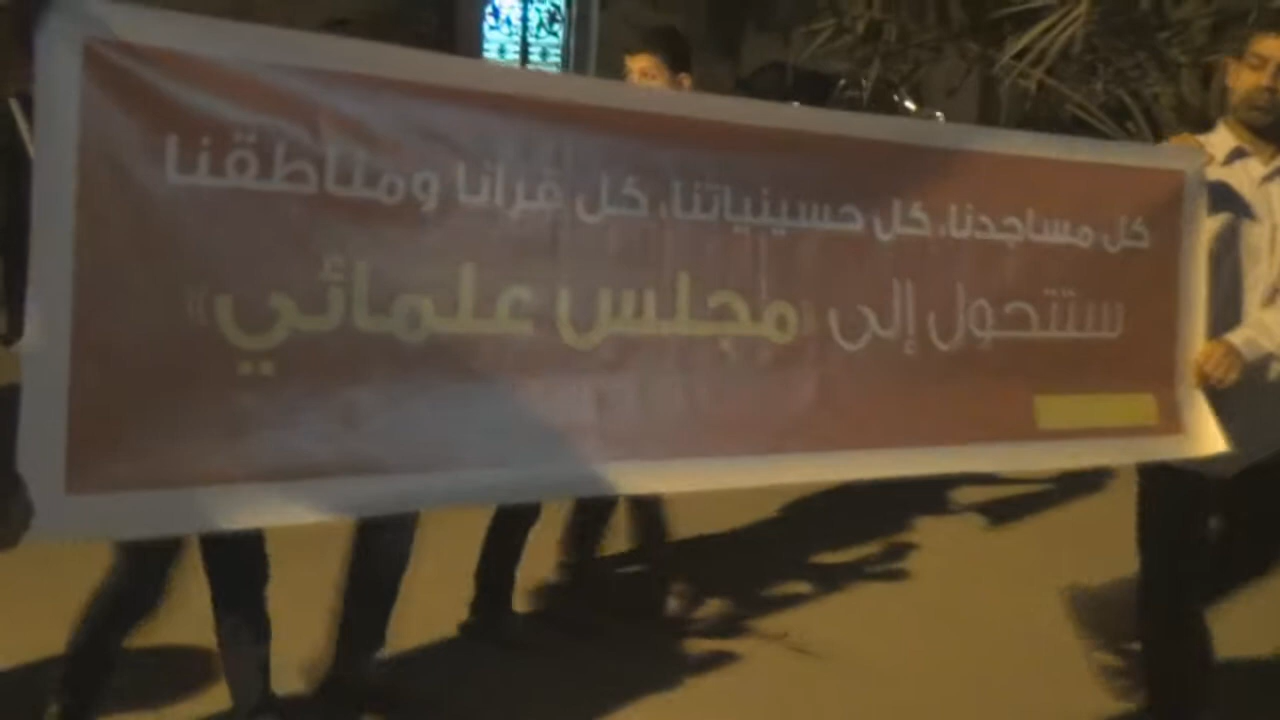 كل مساجدنا، كل حسينياتنا، كل قرانا ومناطقنا
ستتحول إلى «مجلس علمائي»